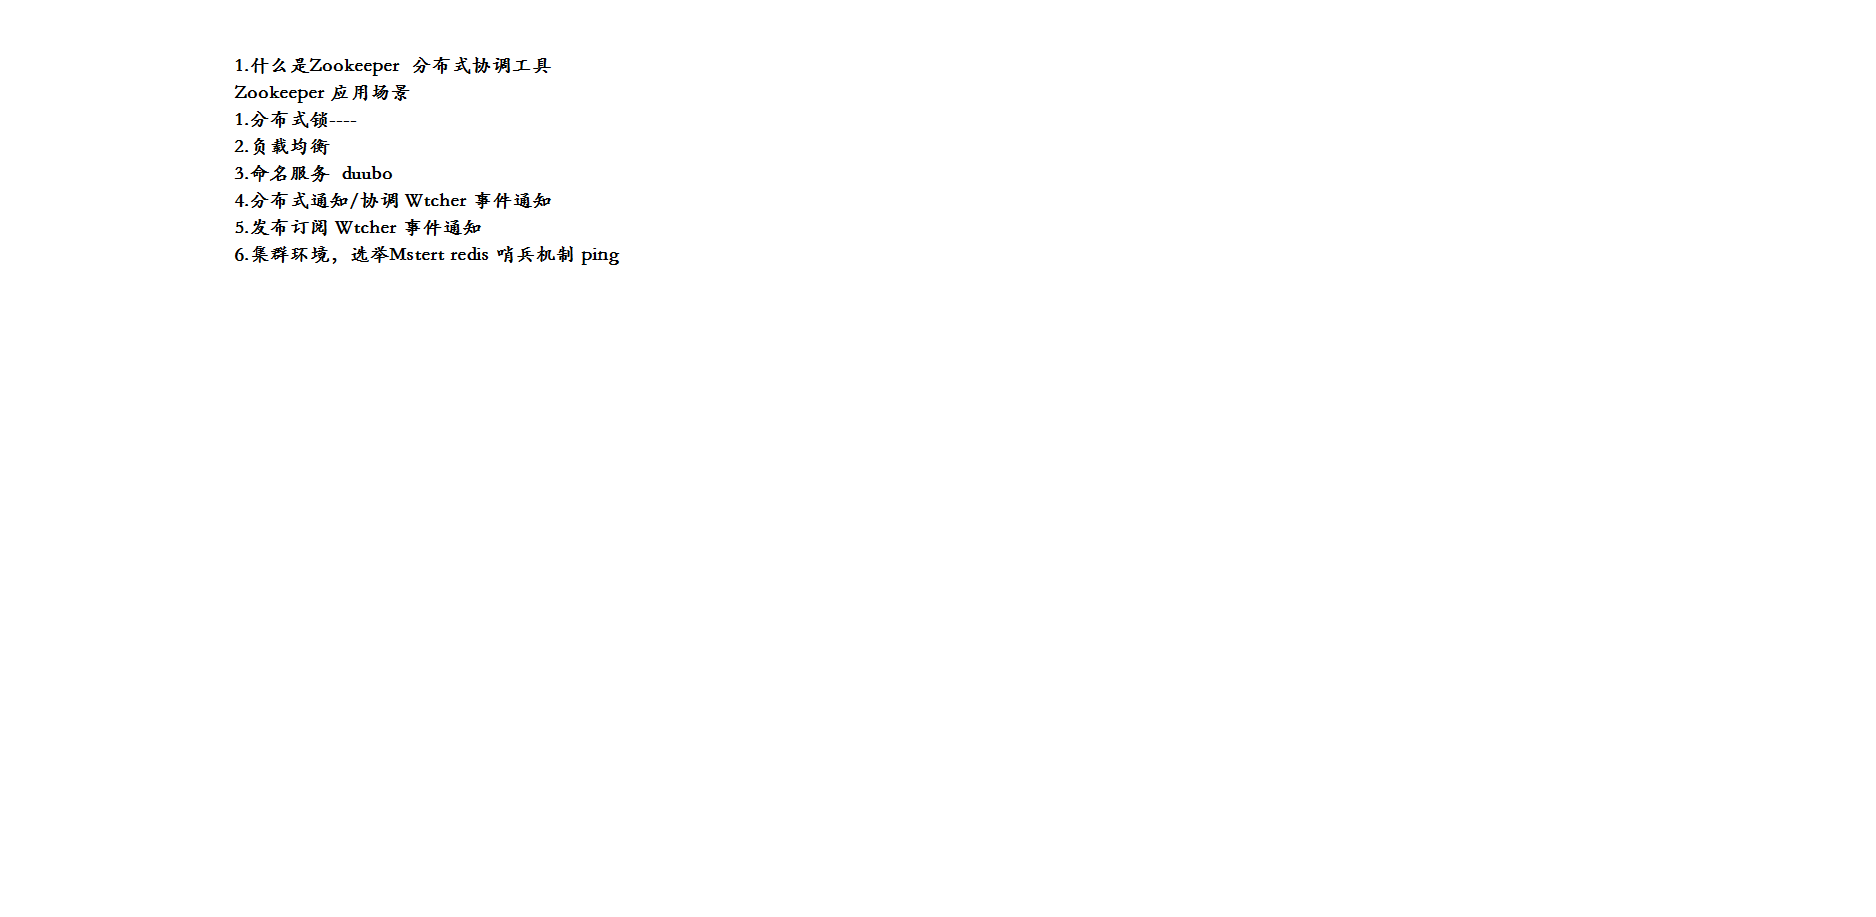 1.什么是Zookeeper  分布式协调工具
Zookeeper 应用场景
1.分布式锁----
2.负载均衡
3.命名服务  duubo
4.分布式通知/协调 Wtcher 事件通知
5.发布订阅 Wtcher 事件通知
6.集群环境，选举Mstert redis 哨兵机制 ping